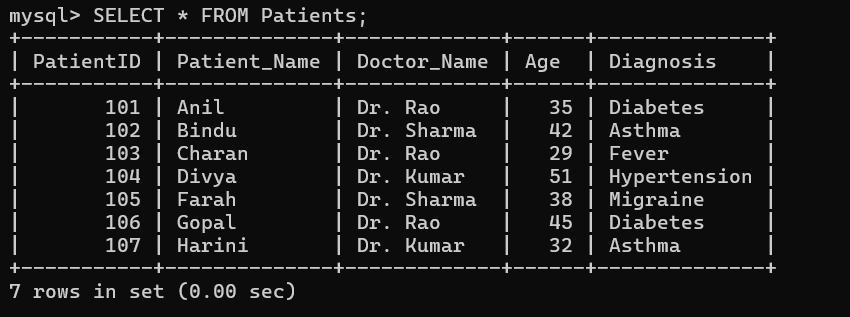 mysql> SELECT * FROM Patients;
+-----------+--------------+-------------+------+--------------+
| PatientID | Patient_Name | Doctor_Name | Age  | Diagnosis    |
+-----------+--------------+-------------+------+--------------+
|       101 | Anil         | Dr. Rao     |   35 | Diabetes     |
|       102 | Bindu        | Dr. Sharma  |   42 | Asthma       |
|       103 | Charan       | Dr. Rao     |   29 | Fever        |
|       104 | Divya        | Dr. Kumar   |   51 | Hypertension |
|       105 | Farah        | Dr. Sharma  |   38 | Migraine     |
|       106 | Gopal        | Dr. Rao     |   45 | Diabetes     |
|       107 | Harini       | Dr. Kumar   |   32 | Asthma       |
+-----------+--------------+-------------+------+--------------+
7 rows in set (0.00 sec)